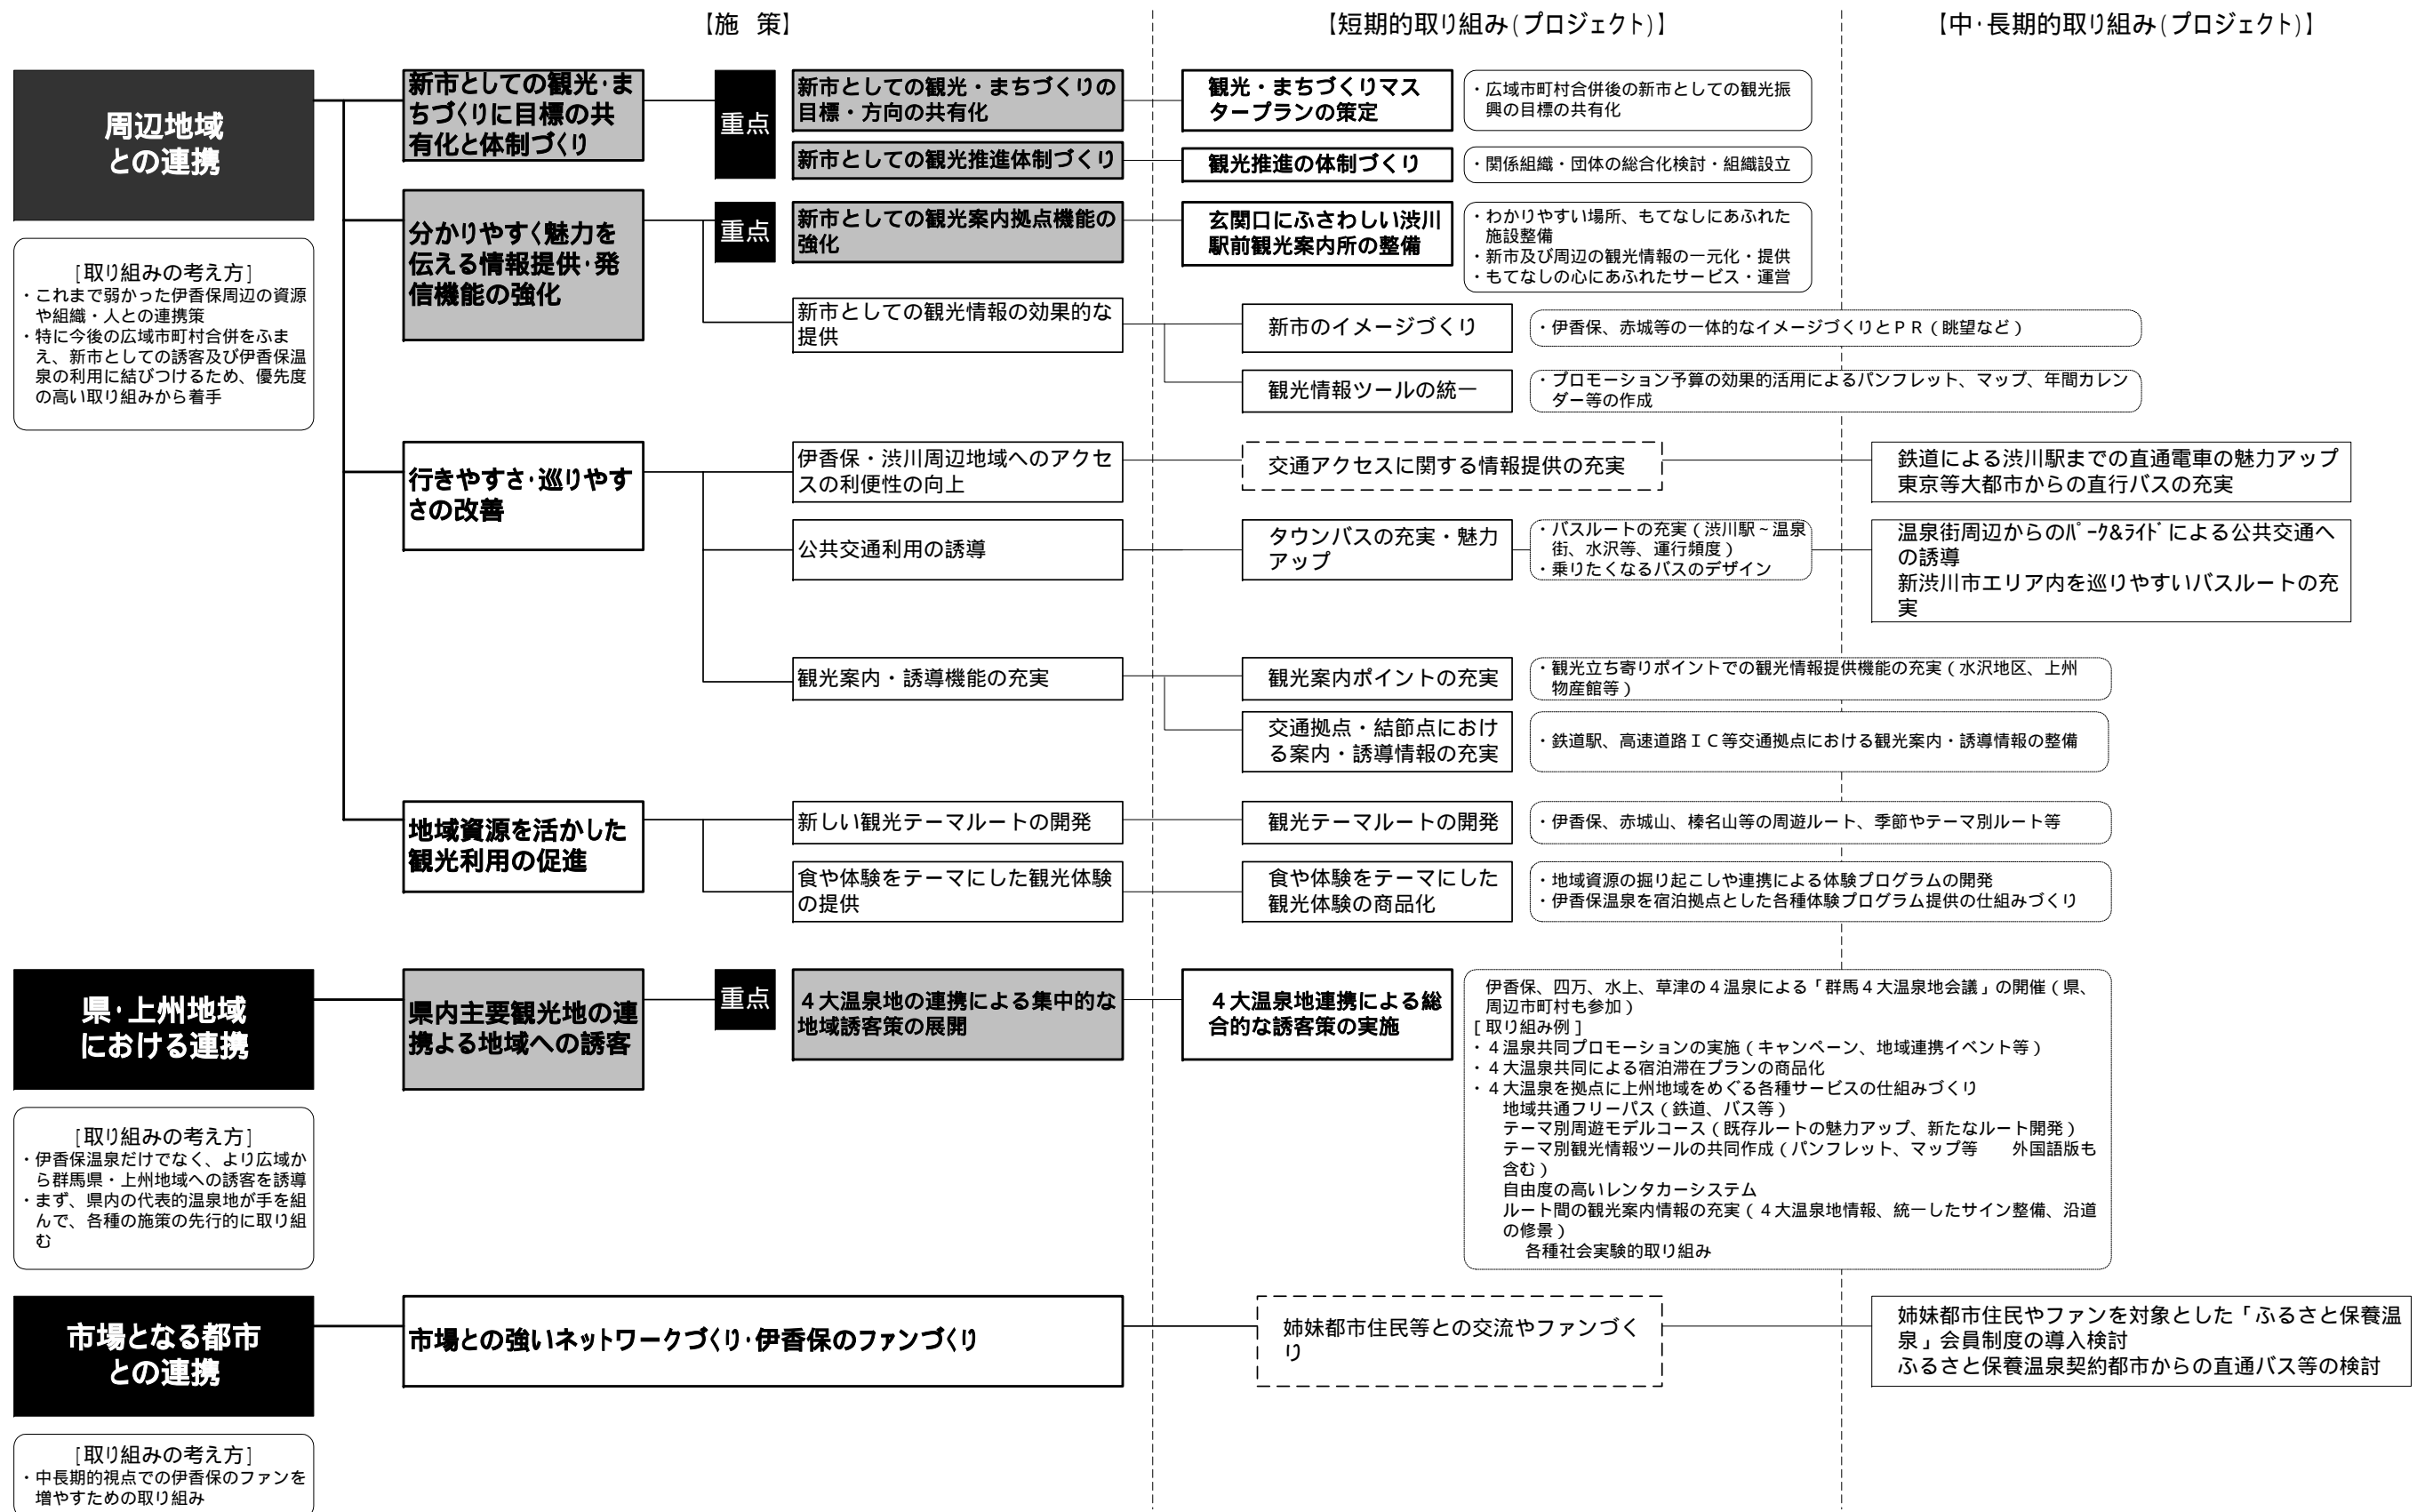 【施　策】
【短期的取り組み(プロジェクト)】
【中･長期的取り組み(プロジェクト)】
周辺地域
との連携
[取り組みの考え方]
・これまで弱かった伊香保周辺の資源
や組織・人との連携策
・特に今後の広域市町村合併をふま
え、新市としての誘客及び伊香保温
泉の利用に結びつけるため、優先度
の高い取り組みから着手
新市としての観光･ま
ちづくりに目標の共
有化と体制づくり
重点
新市としての観光・まちづくりの
目標・方向の共有化
観光・まちづくりマス
タープランの策定
・広域市町村合併後の新市としての観光振
興の目標の共有化
新市としての観光推進体制づくり
観光推進の体制づくり
・関係組織・団体の総合化検討・組織設立
分かりやすく魅力を
伝える情報提供･発
信機能の強化
重点
新市としての観光案内拠点機能の
強化
玄関口にふさわしい渋川
駅前観光案内所の整備
・わかりやすい場所、もてなしにあふれた
施設整備
・新市及び周辺の観光情報の一元化・提供
・もてなしの心にあふれたサービス・運営
新市としての観光情報の効果的な
提供
新市のイメージづくり
・伊香保、赤城等の一体的なイメージづくりとＰＲ（眺望など）
観光情報ツールの統一
・プロモーション予算の効果的活用によるパンフレット、マップ、年間カレン
ダー等の作成
行きやすさ･巡りやす
さの改善
伊香保・渋川周辺地域へのアクセ
スの利便性の向上
交通アクセスに関する情報提供の充実
鉄道による渋川駅までの直通電車の魅力アップ
東京等大都市からの直行バスの充実
公共交通利用の誘導
タウンバスの充実・魅力
アップ
・バスルートの充実（渋川駅～温泉
街、水沢等、運行頻度）
・乗りたくなるバスのデザイン
温泉街周辺からのﾊﾟｰｸ&ﾗｲﾄﾞによる公共交通へ
の誘導
新渋川市エリア内を巡りやすいバスルートの充
実
観光案内・誘導機能の充実
観光案内ポイントの充実
・観光立ち寄りポイントでの観光情報提供機能の充実（水沢地区、上州
物産館等）
交通拠点・結節点におけ
る案内・誘導情報の充実
・鉄道駅、高速道路ＩＣ等交通拠点における観光案内・誘導情報の整備
地域資源を活かした
観光利用の促進
新しい観光テーマルートの開発
観光テーマルートの開発
・伊香保、赤城山、榛名山等の周遊ルート、季節やテーマ別ルート等
食や体験をテーマにした観光体験
の提供
食や体験をテーマにした
観光体験の商品化
・地域資源の掘り起こしや連携による体験プログラムの開発
・伊香保温泉を宿泊拠点とした各種体験プログラム提供の仕組みづくり
県･上州地域
における連携
[取り組みの考え方]
・伊香保温泉だけでなく、より広域か
ら群馬県・上州地域への誘客を誘導
・まず、県内の代表的温泉地が手を組
んで、各種の施策の先行的に取り組
む
県内主要観光地の連
携よる地域への誘客
重点
４大温泉地の連携による集中的な
地域誘客策の展開
４大温泉地連携による総
合的な誘客策の実施
伊香保、四万、水上、草津の４温泉による「群馬４大温泉地会議」の開催（県、
周辺市町村も参加）
[ 取り組み例 ]
・４温泉共同プロモーションの実施（キャンペーン、地域連携イベント等）
・４大温泉共同による宿泊滞在プランの商品化
・４大温泉を拠点に上州地域をめぐる各種サービスの仕組みづくり
地域共通フリーパス（鉄道、バス等）
テーマ別周遊モデルコース（既存ルートの魅力アップ、新たなルート開発）
テーマ別観光情報ツールの共同作成（パンフレット、マップ等　　外国語版も
含む）
自由度の高いレンタカーシステム
ルート間の観光案内情報の充実（４大温泉地情報、統一したサイン整備、沿道
の修景）
各種社会実験的取り組み
市場となる都市
との連携
[取り組みの考え方]
・中長期的視点での伊香保のファンを
増やすための取り組み
市場との強いネットワークづくり･伊香保のファンづくり
姉妹都市住民等との交流やファンづく
り
姉妹都市住民やファンを対象とした「ふるさと保養温
泉」会員制度の導入検討
ふるさと保養温泉契約都市からの直通バス等の検討